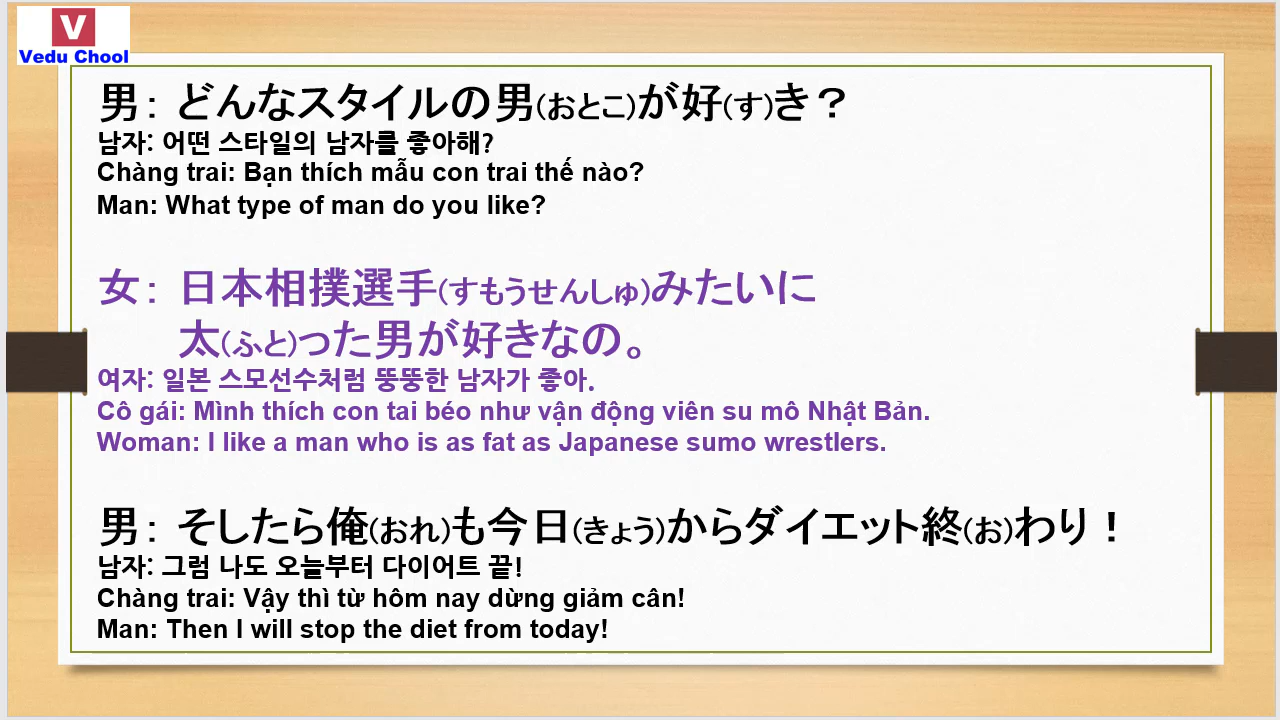 V
Vedu Chool
男： どんなスタイルの男(おとこ)が好(す)き？
남자: 어떤 스타일의 남자를 좋아해?
Chàng trai: Bạn thích mẫu con trai thế nào?
Man: What type of man do you like?
女： 日本相撲選手(すもうせんしゅ)みたいに
太(ふと)った男が好きなの。
여자: 일본 스모선수처럼 뚱뚱한 남자가 좋아.
Cô gái: Mình thích con tai béo như vận động viên su mô Nhật Bản.
Woman: I like a man who is as fat as Japanese sumo wrestlers.
男： そしたら俺(おれ)も今日(きょう)からダイエット終(お)わり！
남자: 그럼 나도 오늘부터 다이어트 끝!
Chàng trai: Vậy thì từ hôm nay dừng giảm cân!
Man: Then I will stop the diet from today!